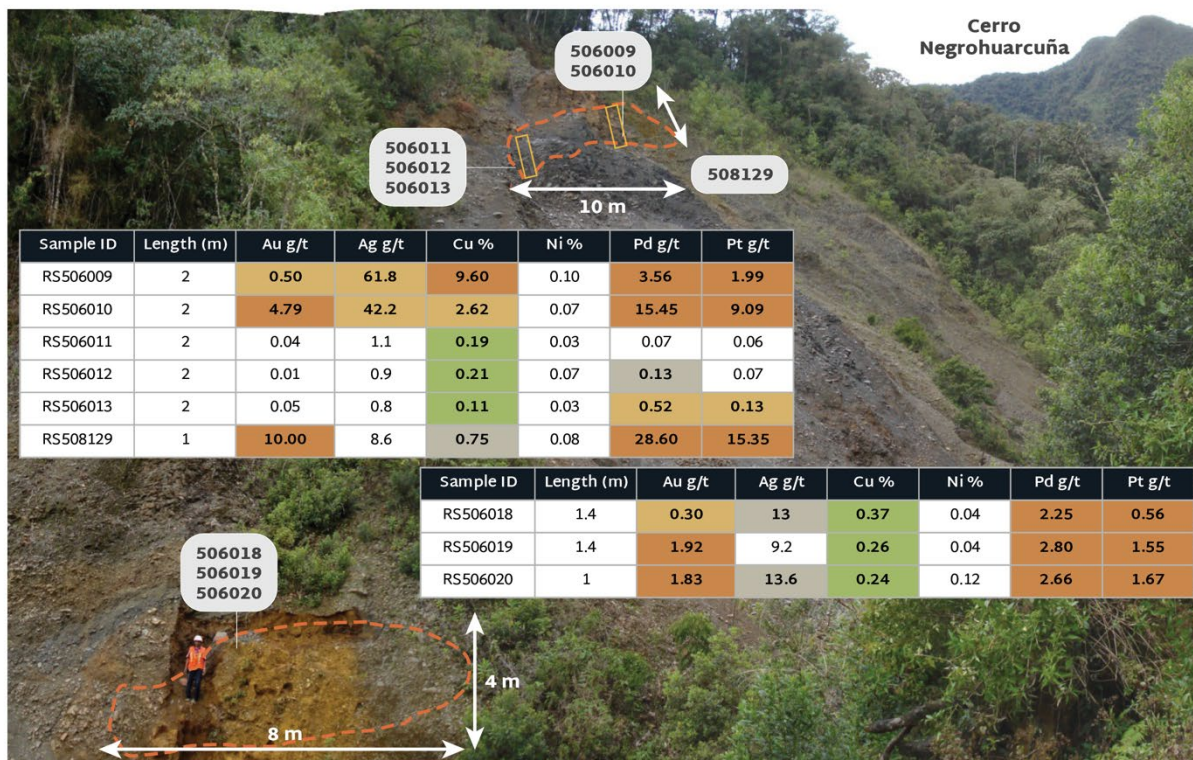 Cerro
Negrohuarcuña
506009
506010
506011
506012
506013
508129
10 m
Sample ID Length (m) Au g/t Ag g/t Cu % Ni % Pd g/t Pt g/t
RS506009 2 0.50 61.8 9.60 0.10 3.56 1.99
RS506010 2 4.79 42.2 2.62 0.07 15.45 9.09
RS506011 2 0.04 1.1 0.19 0.03 0.07 0.06
RS506012 2 0.01 0.9 0.21 0.07 0.13 0.07
RS506013 2 0.05 0.8 0.11 0.03 0.52 0.13
RS508129 1 10.00 8.6 0.75 0.08 28.60 15.35
Sample ID Length (m) Au g/t Ag g/t Cu % Ni % Pd g/t Pt g/t
RS506018 1.4 0.30 13 0.37 0.04 2.25 0.56
RS506019 1.4 1.92 9.2 0.26 0.04 2.80 1.55
RS506020 1 1.83 13.6 0.24 0.12 2.66 1.67
506018
506019
506020
4 m
8 m